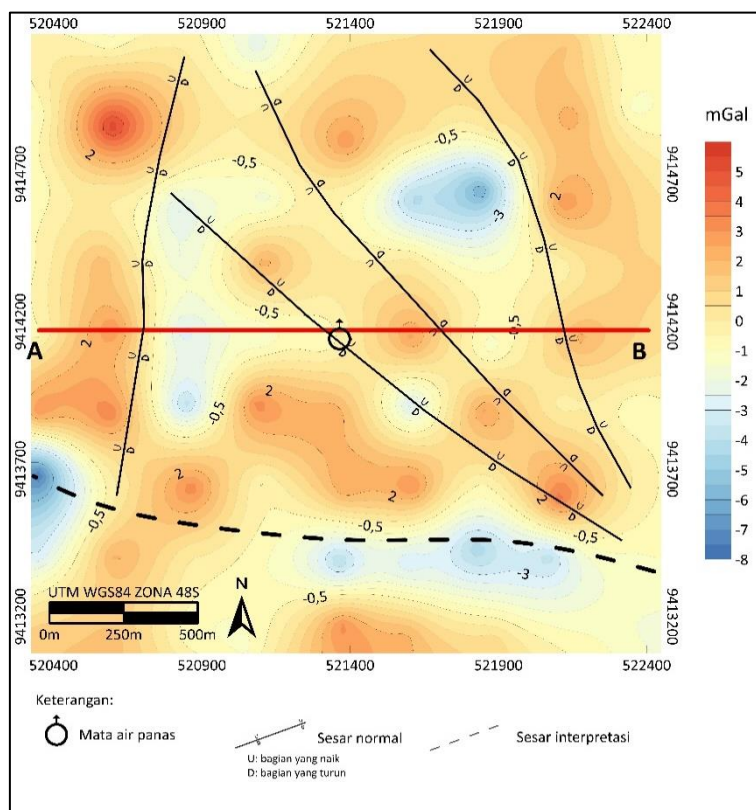 520400 520900 521400 521900 522400
mGal
5
4
3
2
1
0
-1
-2
-3
-4
-5
-6
-7
-8
9414700
9414200
9413700
9413200
9414700
9414200
9413700
9413200
2
-0,5
-0,5
-3
2
-0,5
-0,5
A
B
2
2
-0,5
2
2
-0,5
-0,5
-0,5
-3
-0,5
UTM WGS84 ZONA 48S
0m 250m 500m
N
520400 520900 521400 521900 522400
Keterangan:
Mata air panas
Sesar normal
U: bagian yang naik
D: bagian yang turun
Sesar interpretasi